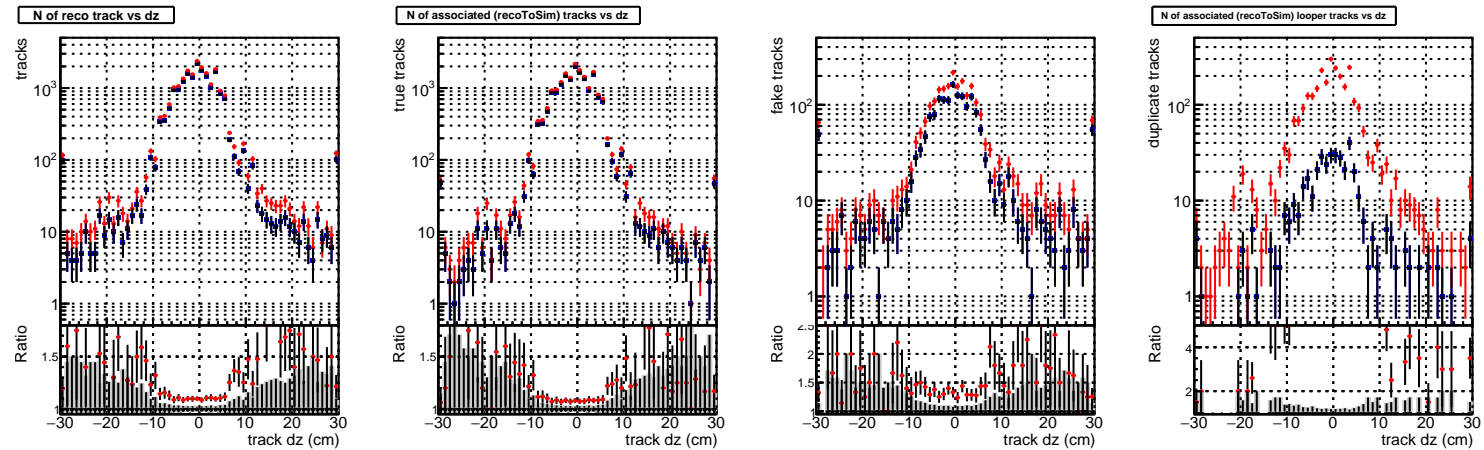 N of reco track vs dz
tracks
10³
10²
10
1
Ratio
1.5
1
−30 −20 −10 0 10 20 30
track dz (cm)
N of associated (recoToSim) tracks vs dz
true tracks
10³
10²
10
1
Ratio
1.5
1
−30 −20 −10 0 10 20 30
track dz (cm)
fake tracks
10²
10
1
Ratio
2.5
2
1.5
1
−30 −20 −10 0 10 20 30
track dz (cm)
N of associated (recoToSim) looper tracks vs dz
duplicate tracks
10²
10
1
Ratio
4
2
−30 −20 −10 0 10 20 30
track dz (cm)